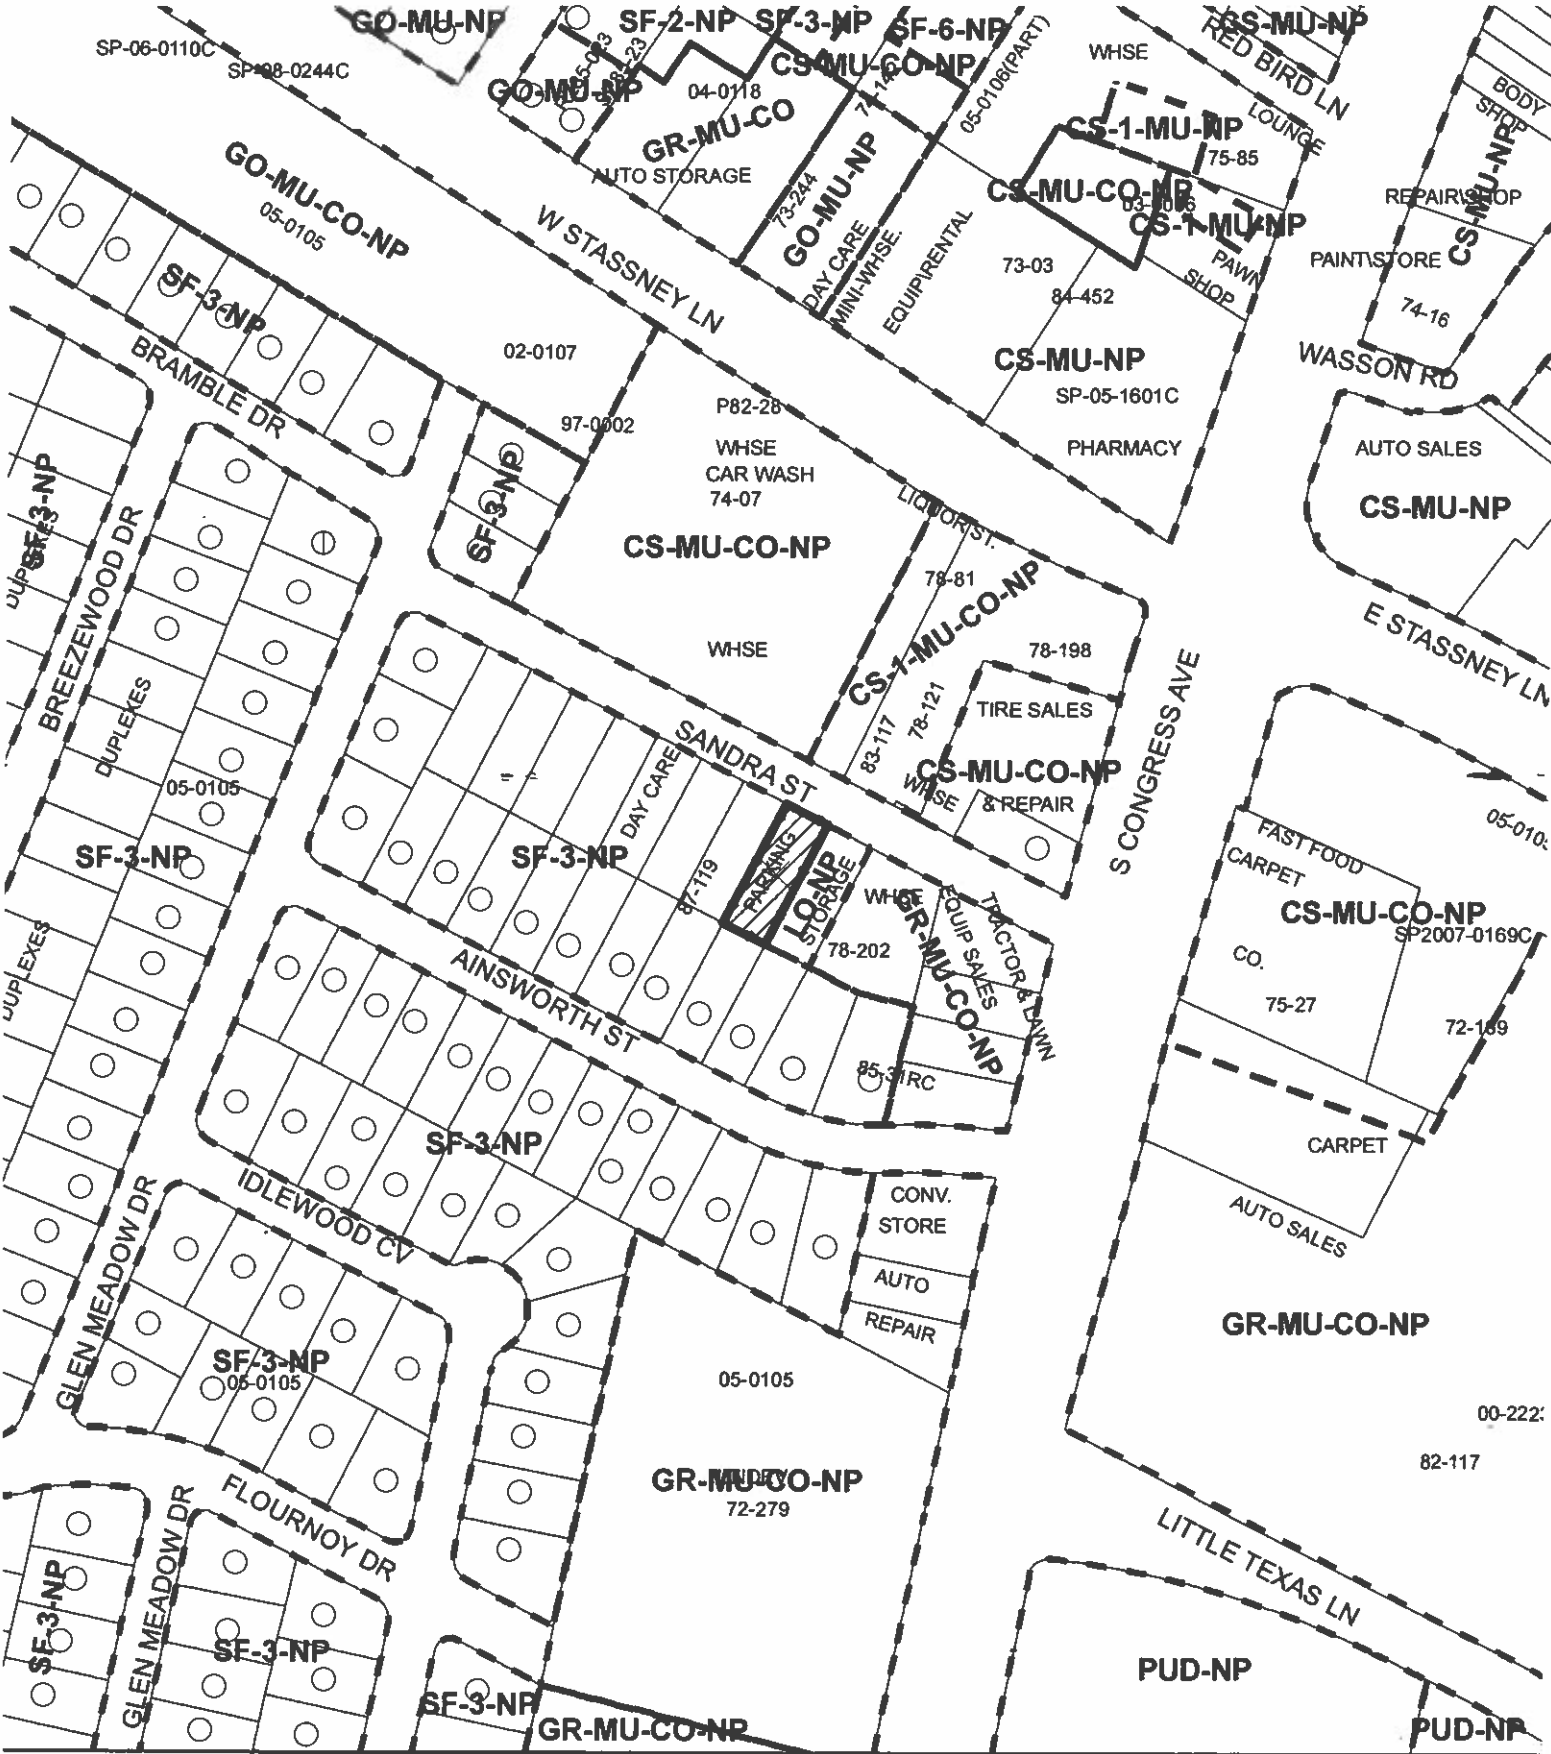 GO-MU-NP
SF-2-NP
SF-3-NP
SF-6-NP
CS-MU-NP
SP-06-0110C
SP-98-0244C
CS-MU-CO-NP
WHSE
RED BIRD LN
GO-MU-NP
04-0118
05-0106(PART)
BODY
SHOP
GR-MU-CO
CS-1-MU-NP
LOUNGE
75-85
CS-MU-NP
AUTO STORAGE
73-244
GO-MU-NP
CS-MU-CO-NP
REPAIR\SHOP
GO-MU-CO-NP
05-0105
W STASSNEY LN
DAY CARE
MINI-WHSE.
EQUIP\RENTAL
CS-1-MU-NP
73-03
84-452
PAWN
SHOP
PAINT\STORE
74-16
SF-3-NP
BRAMBLE DR
02-0107
CS-MU-NP
WASSON RD
SP-05-1601C
97-0002
P82-28
WHSE
CAR WASH
74-07
PHARMACY
AUTO SALES
CS-MU-NP
SF-3-NP
SF-3-NP
LIQUOR ST.
CS-MU-CO-NP
DUPLEXES
BREEZEWOOD DR
78-81
CS-1-MU-CO-NP
E STASSNEY LN
WHSE
78-198
DUPLEXES
05-0105
SANDRA ST
83-117
78-121
TIRE SALES
S CONGRESS AVE
CS-MU-CO-NP
WHSE
& REPAIR
DAY CARE
SF-3-NP
SF-3-NP
87-119
PARKING
LO-NP
STORAGE
WHSE
78-202
GR-MU-CO-NP
EQUIP SALES
TRACTOR & LAWN
FAST FOOD
CARPET
CS-MU-CO-NP
SP2007-0169C
CO.
75-27
72-189
DUPLEXES
AINSWORTH ST
85-31RC
SF-3-NP
CARPET
AUTO SALES
IDLEWOOD CV
GLEN MEADOW DR
CONV.
STORE
AUTO
REPAIR
GR-MU-CO-NP
SF-3-NP
05-0105
05-0105
82-117
GR-MU-CO-NP
72-279
FLOURNOY DR
GLEN MEADOW DR
LITTLE TEXAS LN
SF-3-NP
SF-3-NP
SF-3-NP
PUD-NP
GR-MU-CO-NP
PUD-NP